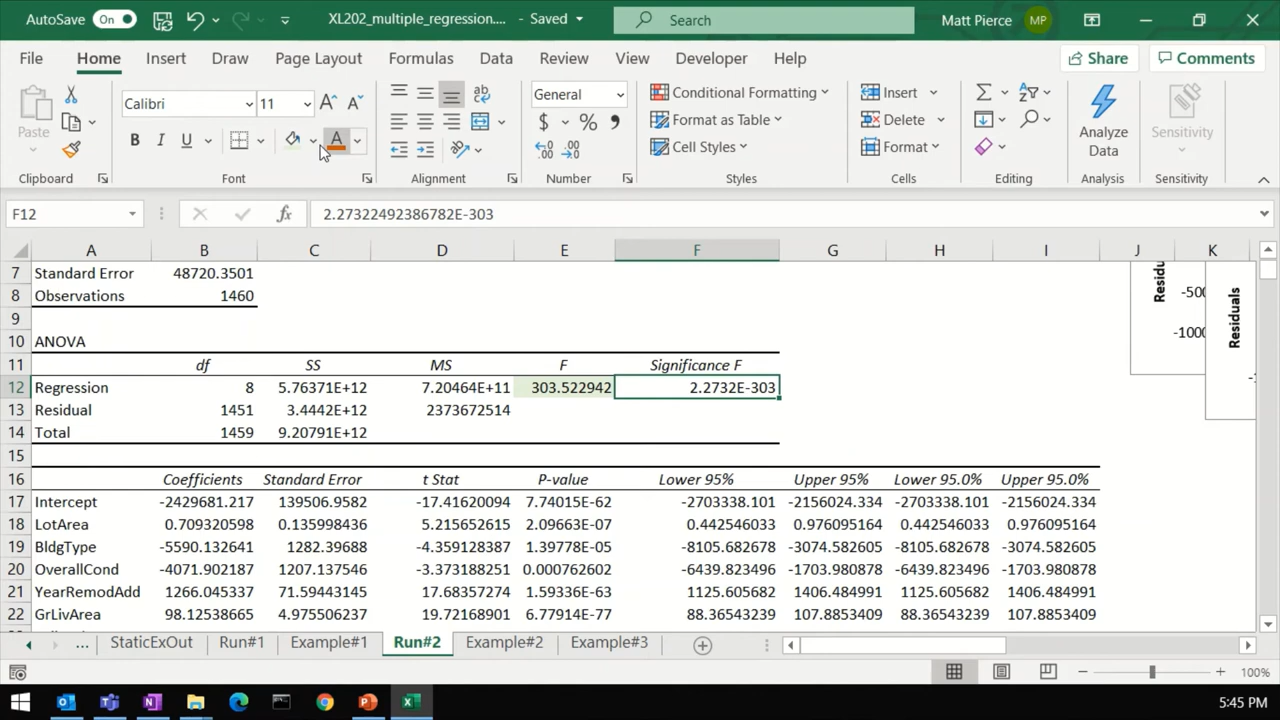 AutoSave On XL202_multiple_regression.... - Saved Search Matt Pierce MP
File Home Insert Draw Page Layout Formulas Data Review View Developer Help Share Comments
Paste Calibri 11 General Conditional Formatting Insert
B I U $ % Format as Table Delete Analyze Data Sensitivity
Cell Styles Format
Clipboard Font Alignment Number Styles Cells Editing Analysis Sensitivity
F12 fx 2.27322492386782E-303
A B C D E F G H I J K
7 Standard Error 48720.3501
8 Observations 1460
9
10 ANOVA
11 df SS MS F Significance F
12 Regression 8 5.76371E+12 7.20464E+11 303.522942 2.2732E-303
13 Residual 1451 3.4442E+12 2373672514
14 Total 1459 9.20791E+12
15
16 Coefficients Standard Error t Stat P-value Lower 95% Upper 95% Lower 95.0% Upper 95.0%
17 Intercept -2429681.217 139506.9582 -17.41620094 7.74015E-62 -2703338.101 -2156024.334 -2703338.101 -2156024.334
18 LotArea 0.709320598 0.135998436 5.215652615 2.09663E-07 0.442546033 0.976095164 0.442546033 0.976095164
19 BldgType -5590.132641 1282.39688 -4.359128387 1.39778E-05 -8105.682678 -3074.582605 -8105.682678 -3074.582605
20 OverallCond -4071.902187 1207.137546 -3.373188251 0.000762602 -6439.823496 -1703.980878 -6439.823496 -1703.980878
21 YearRemodAdd 1266.045337 71.59443145 17.68357274 1.59336E-63 1125.605682 1406.484991 1125.605682 1406.484991
22 GrLivArea 98.12538665 4.975506237 19.72168901 6.77914E-77 88.36543239 107.8853409 88.36543239 107.8853409
Residuals
-500
-1000
Residuals
... StaticExOut Run#1 Example#1 Run#2 Example#2 Example#3
100%
5:45 PM